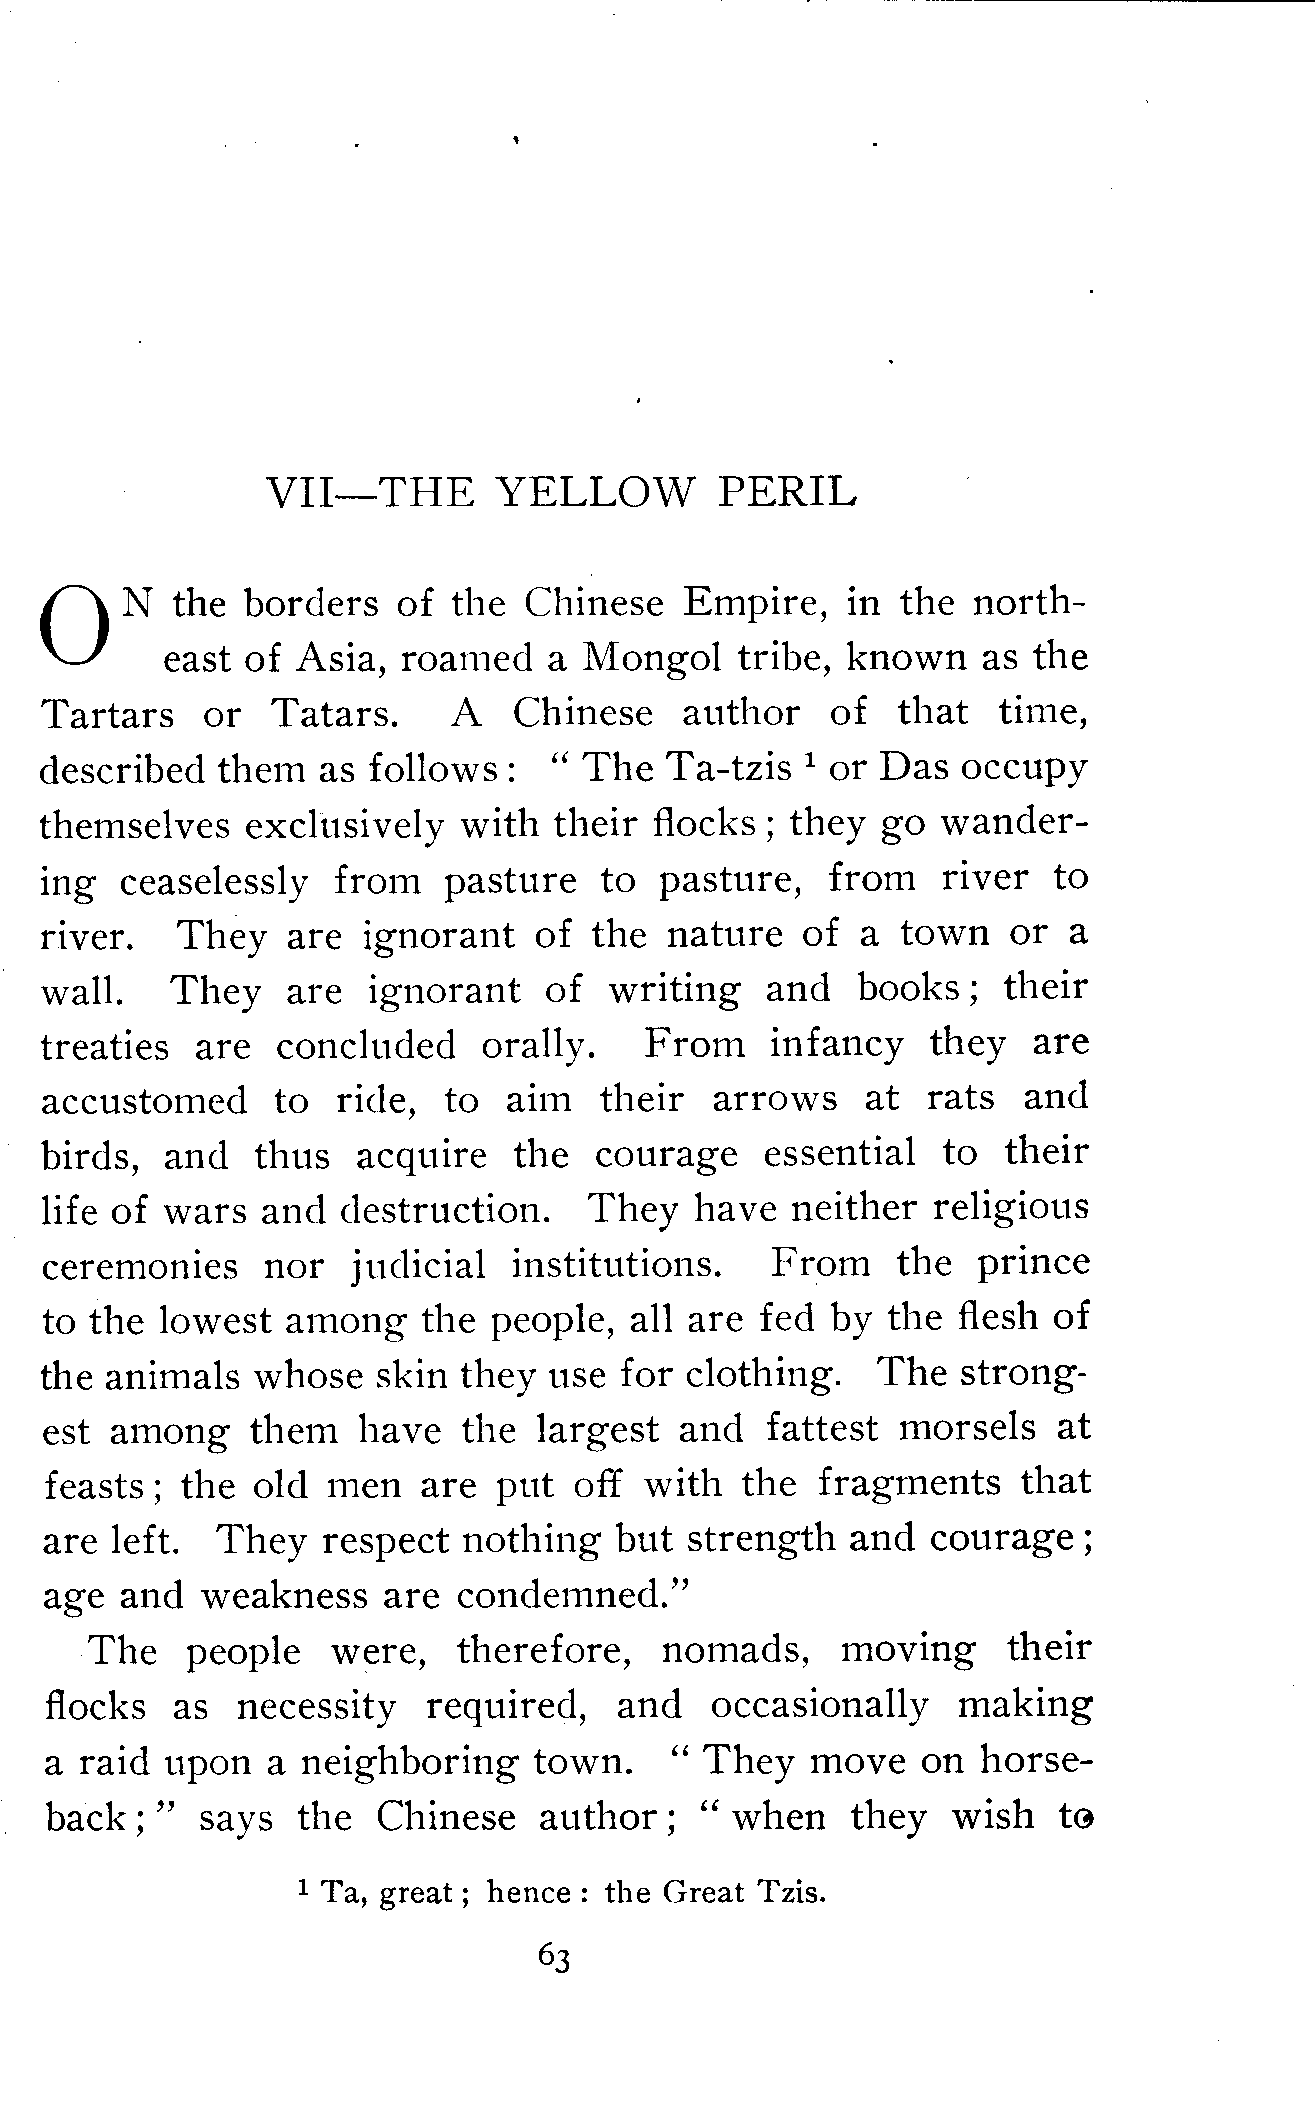 VII—THE YELLOW PERIL
ON the borders of the Chinese Empire, in the north-
east of Asia, roamed a Mongol tribe, known as the
Tartars or Tatars. A Chinese author of that time,
described them as follows: "The Ta-tzis ¹ or Das occupy
themselves exclusively with their flocks; they go wander-
ing ceaselessly from pasture to pasture, from river to
river. They are ignorant of the nature of a town or a
wall. They are ignorant of writing and books; their
treaties are concluded orally. From infancy they are
accustomed to ride, to aim their arrows at rats and
birds, and thus acquire the courage essential to their
life of wars and destruction. They have neither religious
ceremonies nor judicial institutions. From the prince
to the lowest among the people, all are fed by the flesh of
the animals whose skin they use for clothing. The strong-
est among them have the largest and fattest morsels at
feasts; the old men are put off with the fragments that
are left. They respect nothing but strength and courage;
age and weakness are condemned."
The people were, therefore, nomads, moving their
flocks as necessity required, and occasionally making
a raid upon a neighboring town. "They move on horse-
back;" says the Chinese author; "when they wish to
¹ Ta, great; hence: the Great Tzis.
63